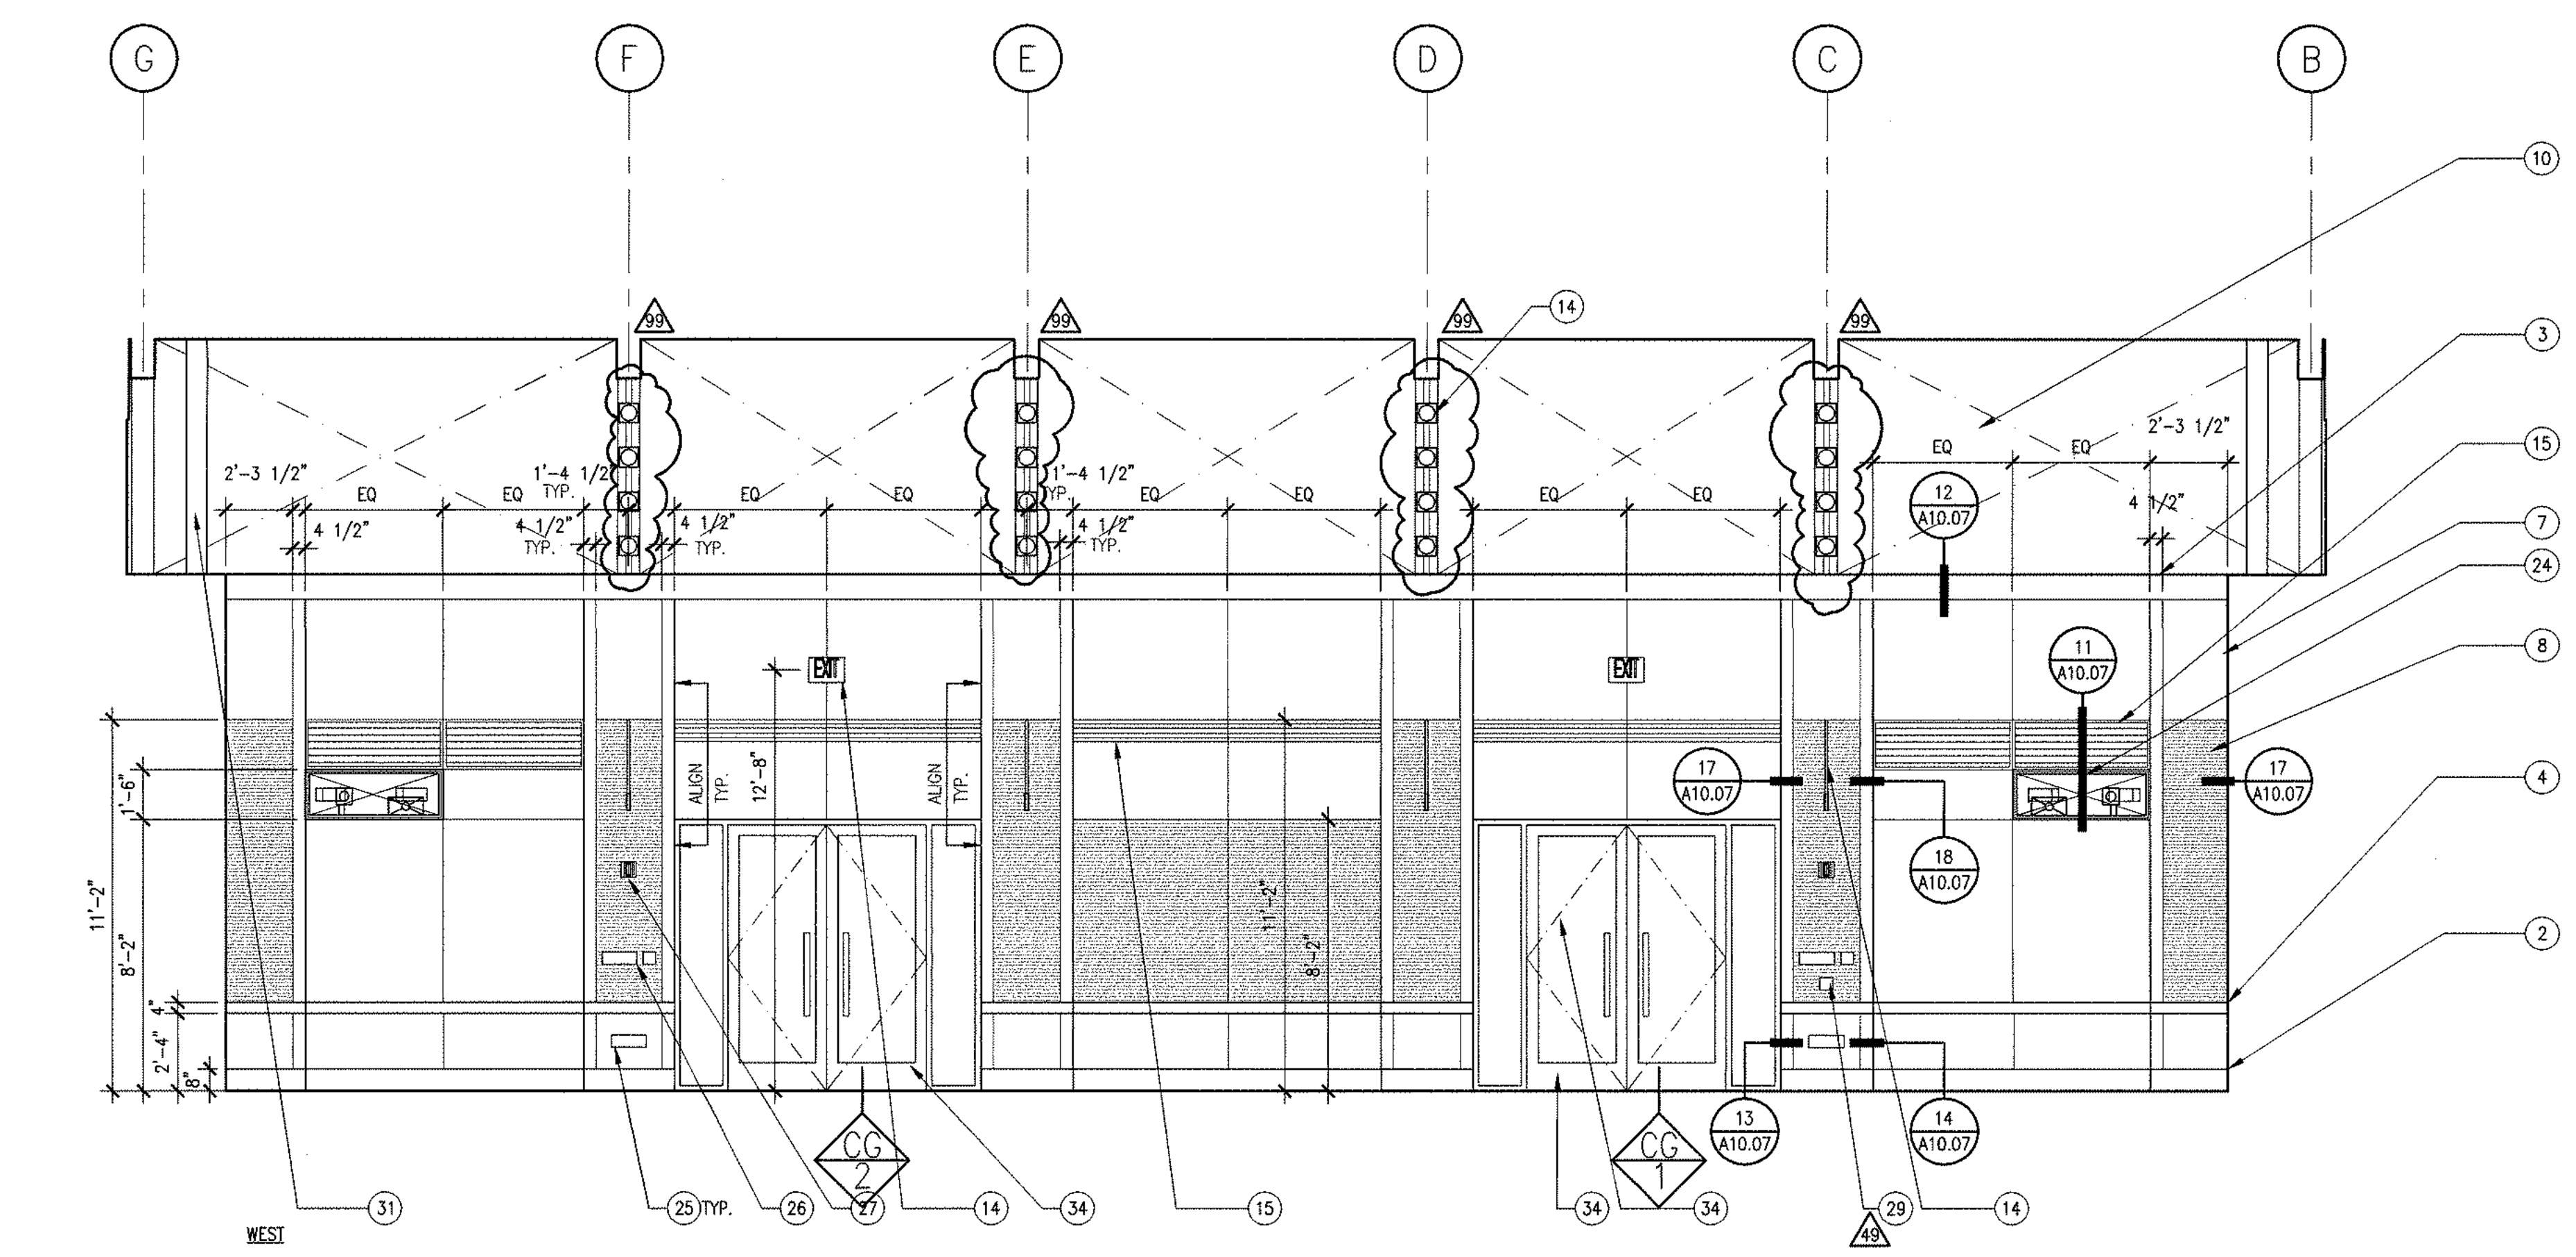 G F E D C B
10
99 99 99 99
14
3
2'-3 1/2"
EQ EQ
15
2'-3 1/2" 1'-4 1/2" 1'-4 1/2"
TYP. TYP.
EQ EQ EQ EQ EQ EQ EQ EQ
12
A10.07
4 1/2"
4 1/2" 4 1/2" 4 1/2" 4 1/2"
TYP. TYP. TYP.
7
24
8
11
A10.07
EXIT EXIT
ALIGN
TYP.
12'-8"
ALIGN
TYP.
17
A10.07
17
A10.07
4
1'-6"
18
A10.07
11'-2"
8'-2"
11'-2"
8'-2"
2
4"
2'-4"
8"
13
A10.07
14
A10.07
CG
2
CG
1
31
25 TYP.
26
27
14
34
15
34
34
29
14
49
WEST